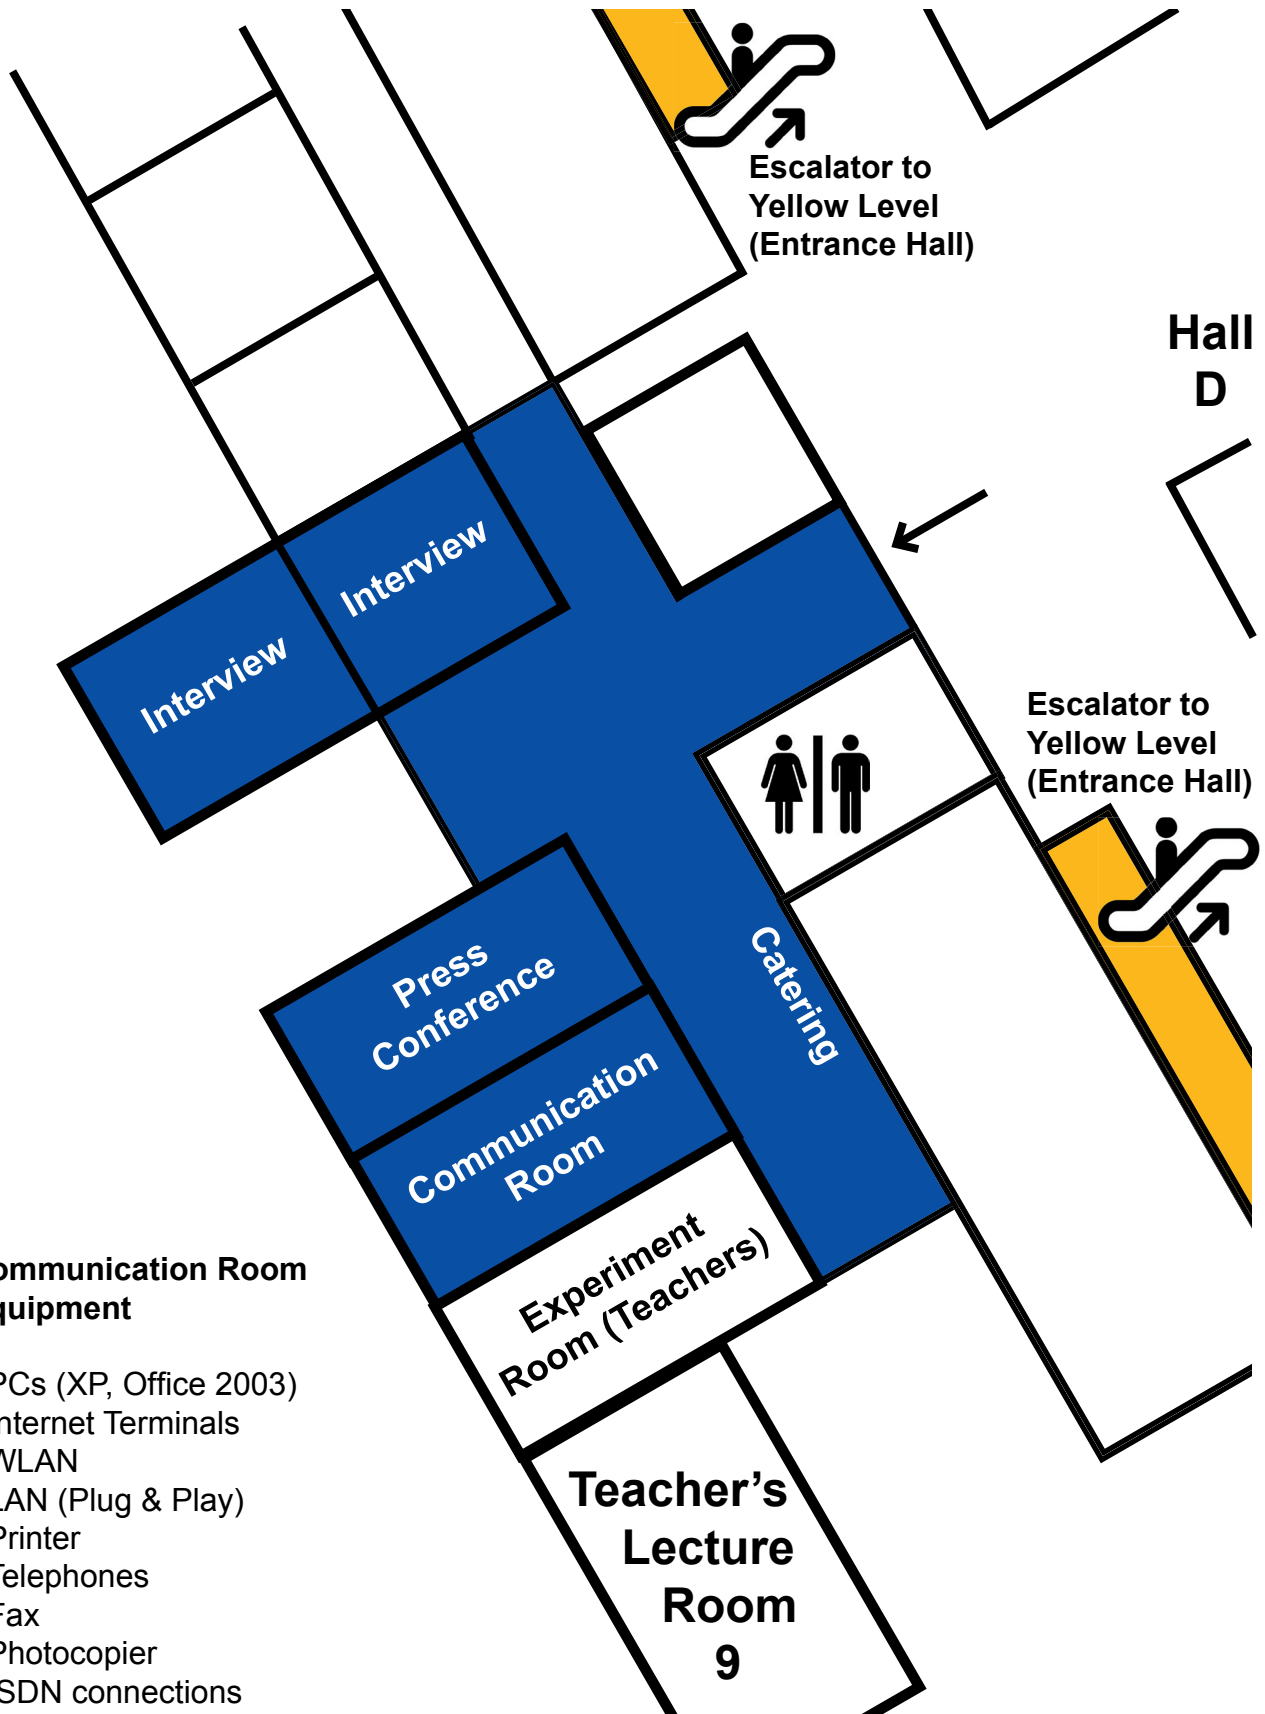 Escalator to
Yellow Level
(Entrance Hall)
Hall
D
Interview
Interview
Escalator to
Yellow Level
(Entrance Hall)
Press
Conference
Catering
Communication
Room
Experiment
Room (Teachers)
ommunication Room
quipment
PCs (XP, Office 2003)
nternet Terminals
WLAN
LAN (Plug & Play)
Printer
Telephones
Fax
Photocopier
SDN connections
Teacher's
Lecture
Room
9